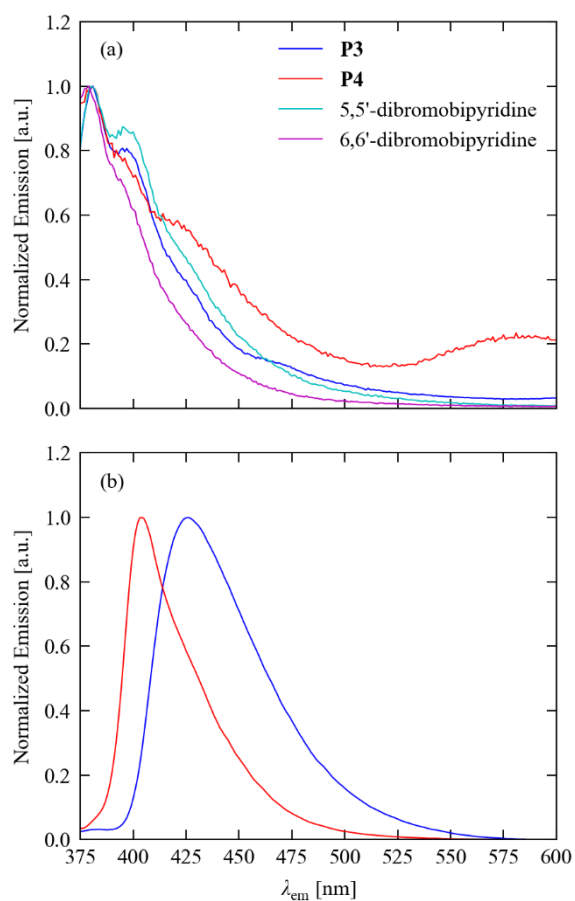 1.2
(a)
P3
P4
5,5'-dibromobipyridine
6,6'-dibromobipyridine
1.0
0.8
0.6
0.4
0.2
0.0
Normalized Emission [a.u.]
1.2
(b)
1.0
0.8
0.6
0.4
0.2
0.0
Normalized Emission [a.u.]
375 400 425 450 475 500 525 550 575 600
λem [nm]